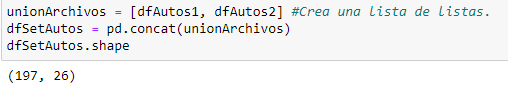 unionArchivos = [dfAutos1, dfAutos2] #Crea una lista de listas.
dfSetAutos = pd.concat(unionArchivos)
dfSetAutos.shape
(197, 26)